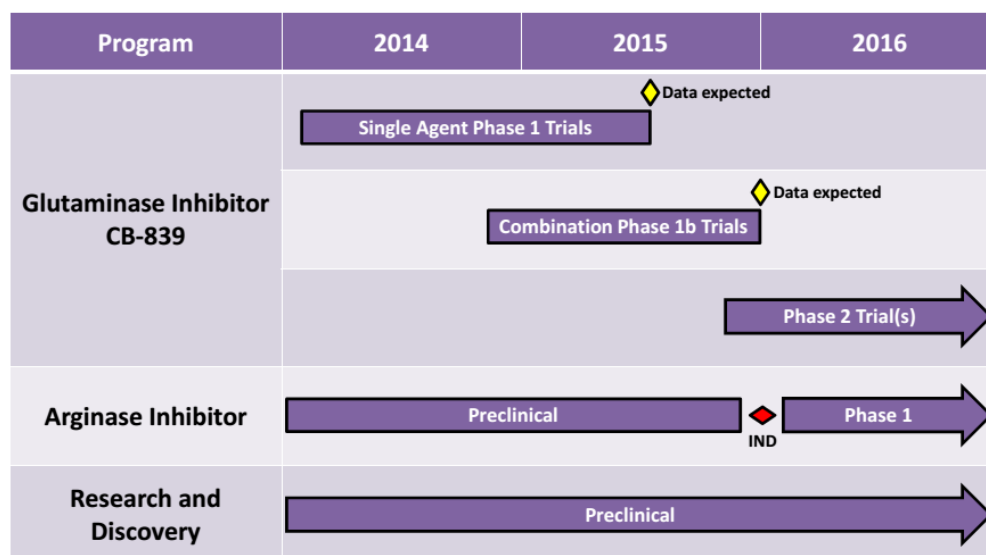 Program 2014 2015 2016
Data expected
Single Agent Phase 1 Trials
Data expected
Glutaminase Inhibitor
CB-839
Combination Phase 1b Trials
Phase 2 Trial(s)
Arginase Inhibitor
Preclinical
Phase 1
IND
Research and
Discovery
Preclinical